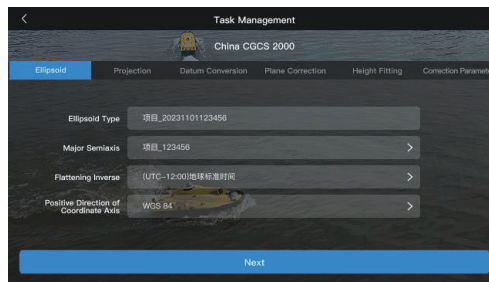 Task Management
China CGCS 2000
Ellipsoid Projection Datum Conversion Plane Correction Height Fitting Correction Paramete
Ellipsoid Type 项目_20231101123456
Major Semiaxis 项目_123456
Flattening Inverse (UTC-12:00)地球标准时间
Positive Direction of
Coordinate Axis WGS 84
Next